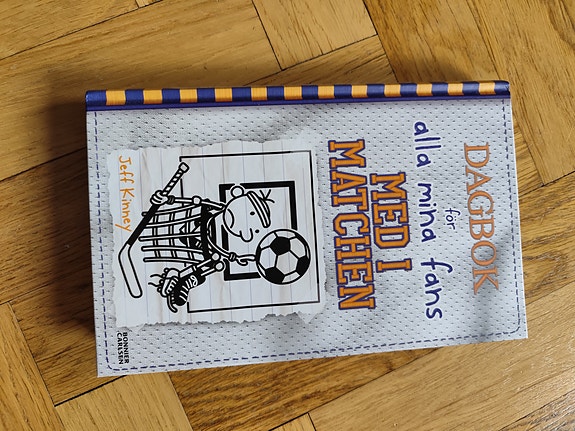 DAGBOK
för
alla mina fans
MED I
MATCHEN
Jeff Kinney
BONNIER
CARLSEN